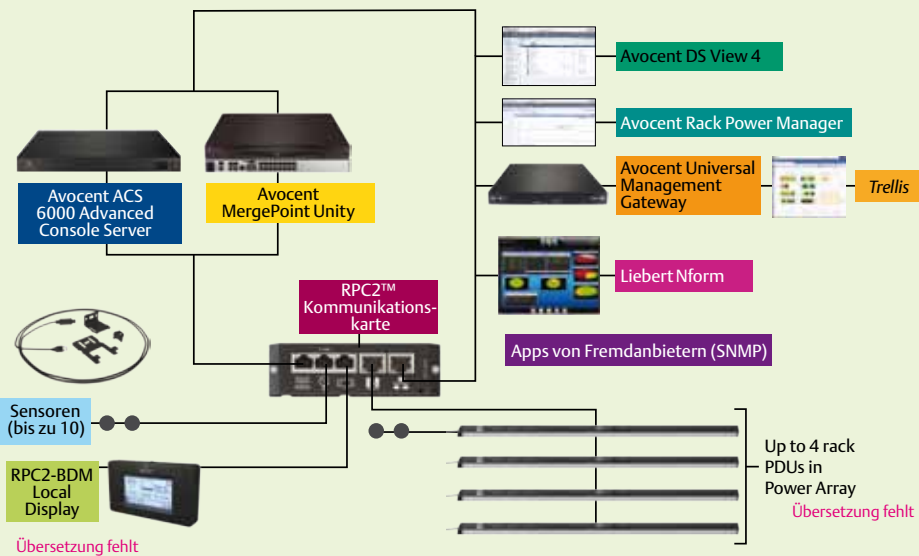 Avocent DS View 4
Avocent Rack Power Manager
Avocent Universal
Management
Gateway
Trellis
Avocent ACS
6000 Advanced
Console Server
Avocent
MergePoint Unity
Liebert Nform
RPC2™
Kommunikations-
karte
Apps von Fremdanbietern (SNMP)
Sensoren
(bis zu 10)
RPC2-BDM
Local
Display
Übersetzung fehlt
Up to 4 rack
PDUs in
Power Array
Übersetzung fehlt